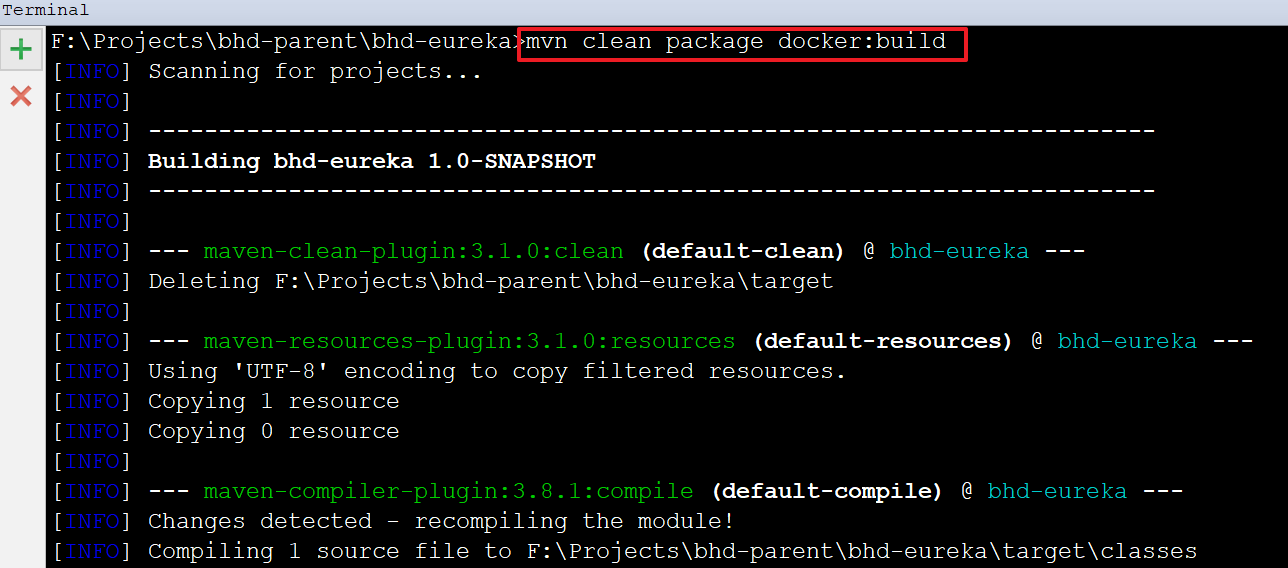 Terminal
F:\Projects\bhd-parent\bhd-eureka>mvn clean package docker:build
[INFO] Scanning for projects...
[INFO]
[INFO] ------------------------------------------------------------------------
[INFO] Building bhd-eureka 1.0-SNAPSHOT
[INFO] ------------------------------------------------------------------------
[INFO]
[INFO] --- maven-clean-plugin:3.1.0:clean (default-clean) @ bhd-eureka ---
[INFO] Deleting F:\Projects\bhd-parent\bhd-eureka\target
[INFO]
[INFO] --- maven-resources-plugin:3.1.0:resources (default-resources) @ bhd-eureka ---
[INFO] Using 'UTF-8' encoding to copy filtered resources.
[INFO] Copying 1 resource
[INFO] Copying 0 resource
[INFO]
[INFO] --- maven-compiler-plugin:3.8.1:compile (default-compile) @ bhd-eureka ---
[INFO] Changes detected - recompiling the module!
[INFO] Compiling 1 source file to F:\Projects\bhd-parent\bhd-eureka\target\classes